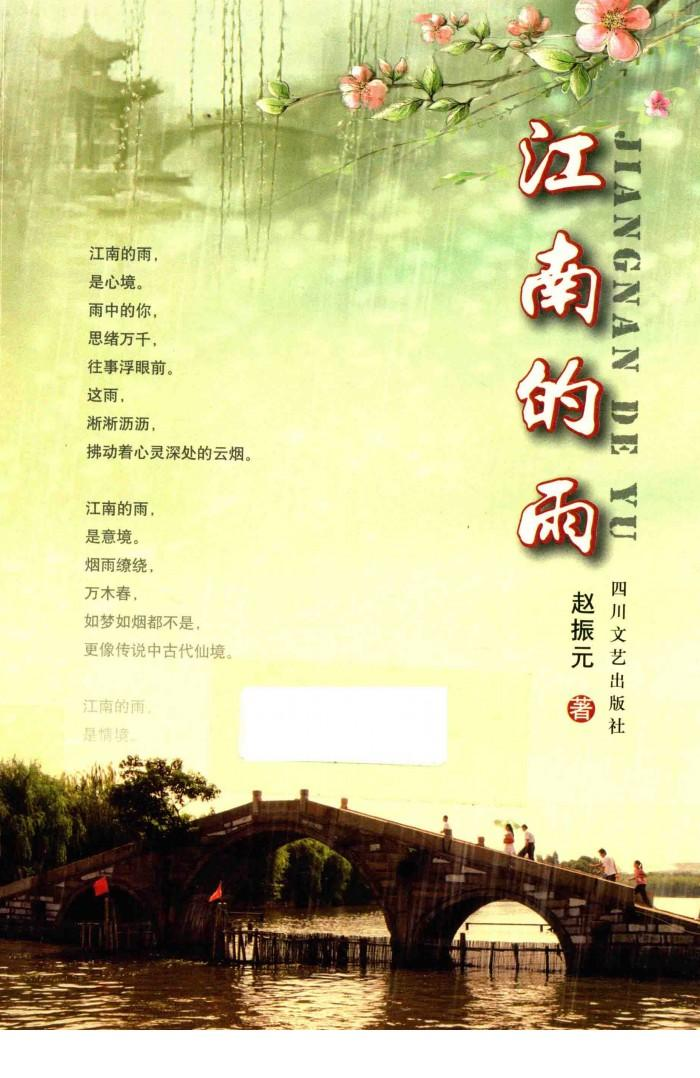 江南的雨
JIANGNAN DE YU
赵振元 著
四川文艺出版社
江南的雨，
是心境。
雨中的你，
思绪万千，
往事浮眼前。
这雨，
淅淅沥沥，
拂动着心灵深处的云烟。
江南的雨，
是意境。
烟雨缭绕，
万木春，
如梦如烟都不是，
更像传说中古代仙境。
江南的雨，
是情境。